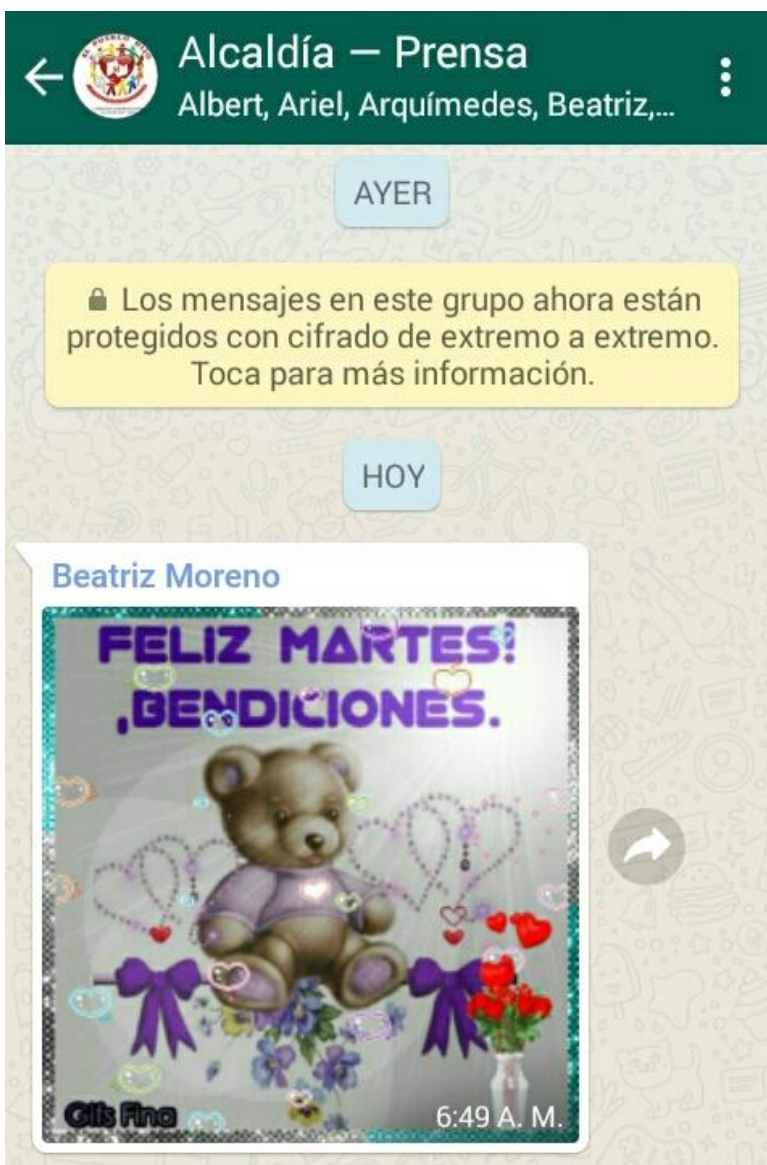 Alcaldía — Prensa
Albert, Ariel, Arquímedes, Beatriz,...
AYER
Los mensajes en este grupo ahora están
protegidos con cifrado de extremo a extremo.
Toca para más información.
HOY
Beatriz Moreno
FELIZ MARTES!
,BENDICIONES.
Gifs Fina
6:49 A. M.